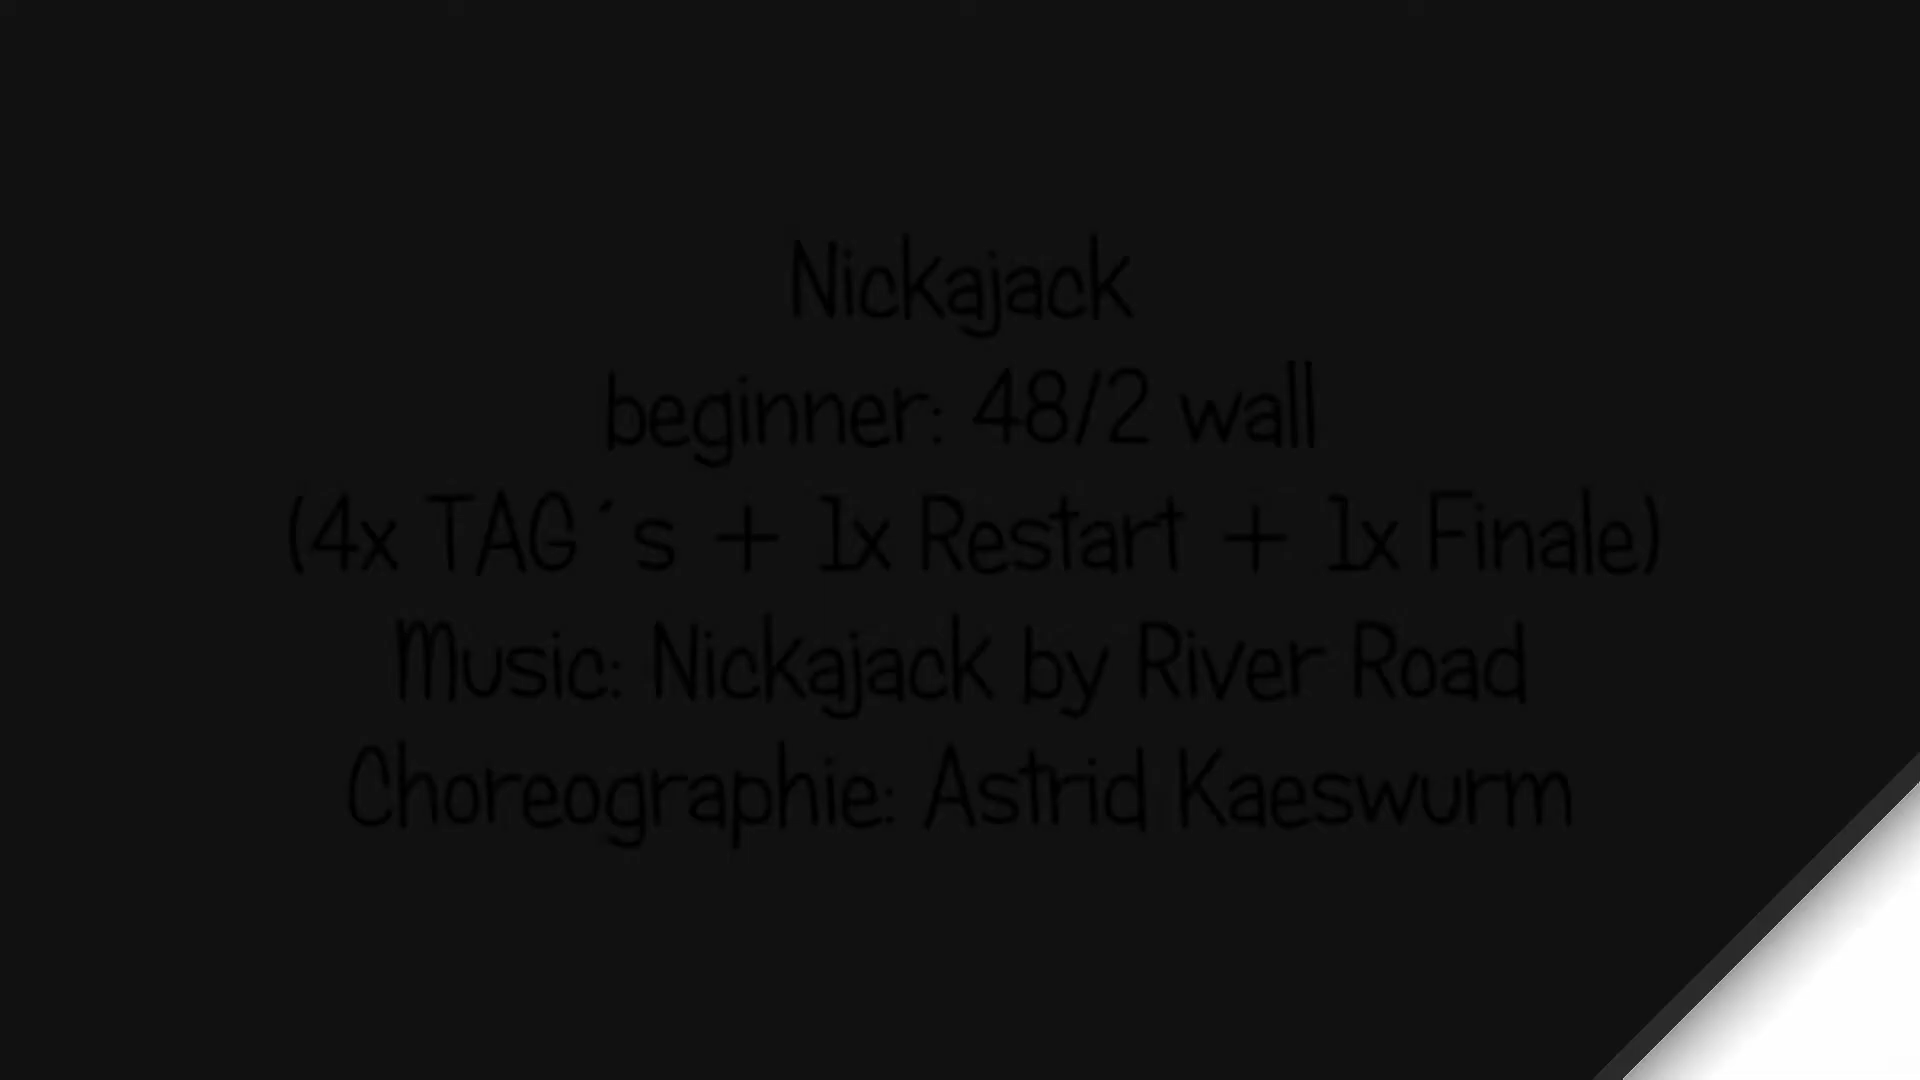 Nickajack
beginner: 48/2 wall
(4x TAG´s + 1x Restart + 1x Finale)
Music: Nickajack by River Road
Choreographie: Astrid Kaeswurm